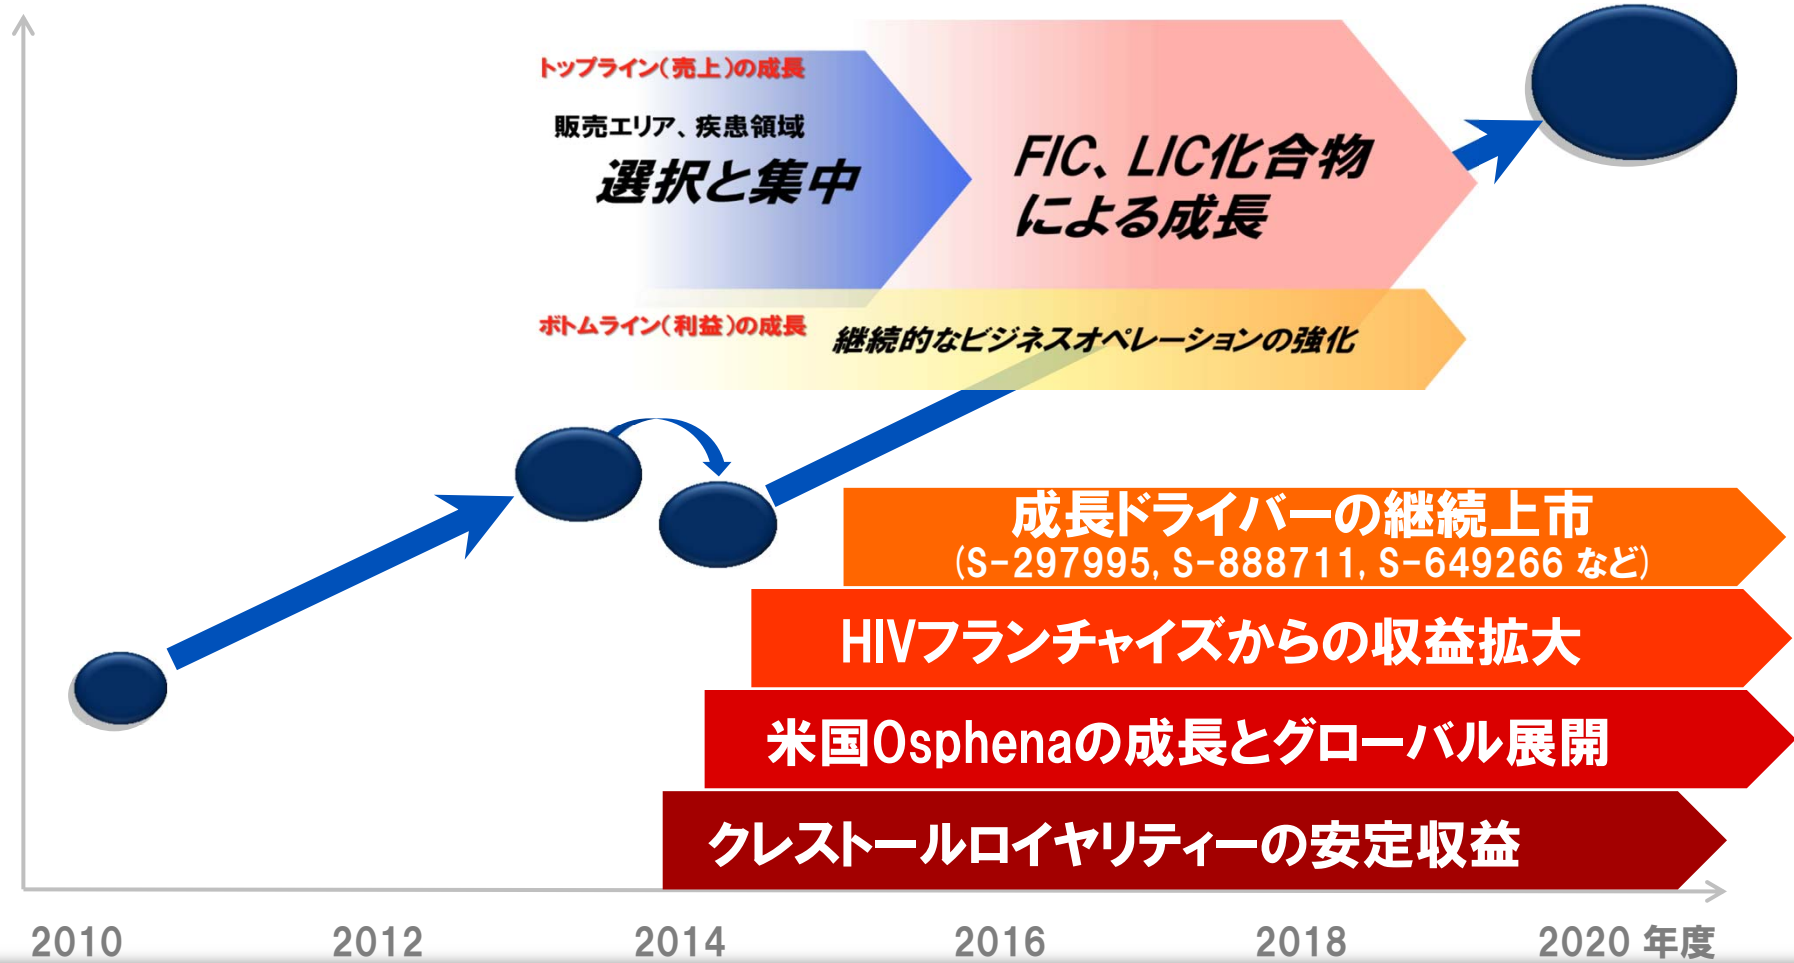 トップライン(売上)の成長
販売エリア、疾患領域
選択と集中
FIC、LIC化合物
による成長
ボトムライン(利益)の成長
継続的なビジネスオペレーションの強化
成長ドライバーの継続上市
(S-297995, S-888711, S-649266 など)
HIVフランチャイズからの収益拡大
米国Osphenaの成長とグローバル展開
クレストールロイヤリティーの安定収益
2010 2012 2014 2016 2018 2020 年度